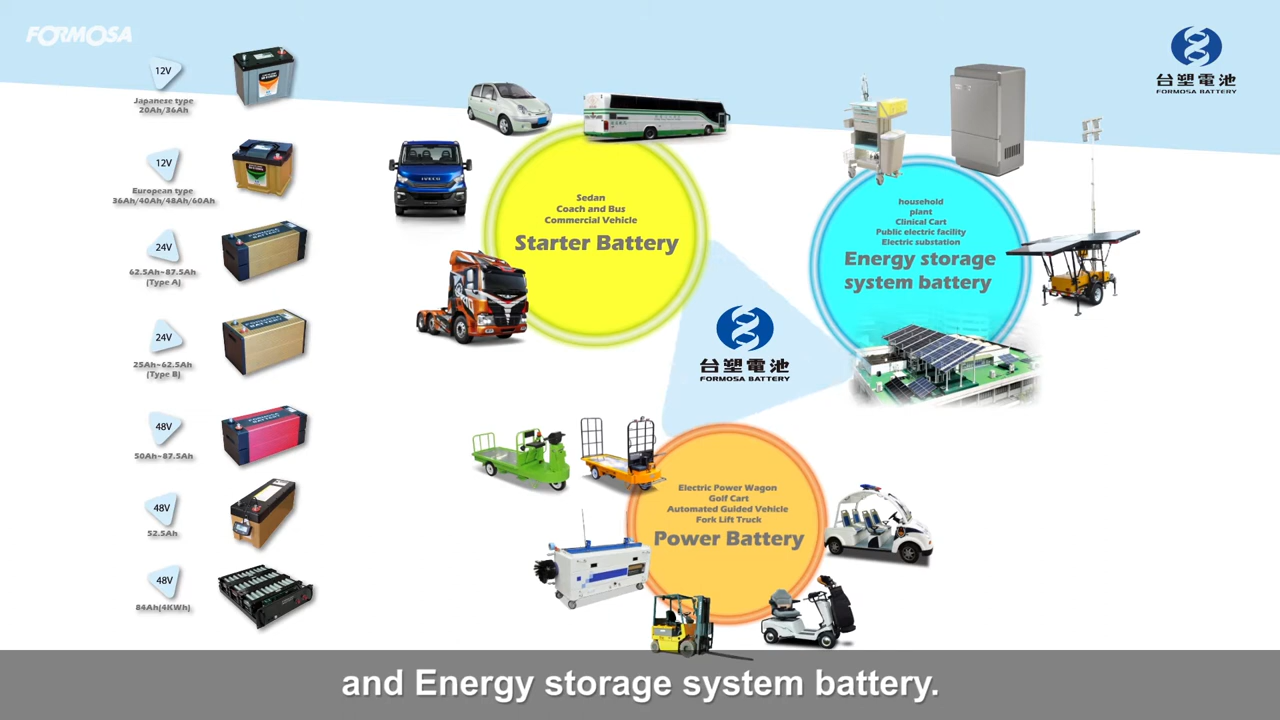 FORMOSA
台塑電池
FORMOSA BATTERY
12V
Japanese type
20Ah/36Ah
12V
European type
36Ah/40Ah/48Ah/60Ah
24V
62.5Ah~87.5Ah
(Type A)
24V
25Ah~62.5Ah
(Type B)
48V
50Ah~87.5Ah
48V
52.5Ah
48V
84Ah(4KWh)
FORMOSA
BATTERY
IVECO
Sedan
Coach and Bus
Commercial Vehicle
Starter Battery
household
plant
Clinical Cart
Public electric facility
Electric substation
Energy storage
system battery
台塑電池
FORMOSA BATTERY
Electric Power Wagon
Golf Cart
Automated Guided Vehicle
Fork Lift Truck
Power Battery
and Energy storage system battery.